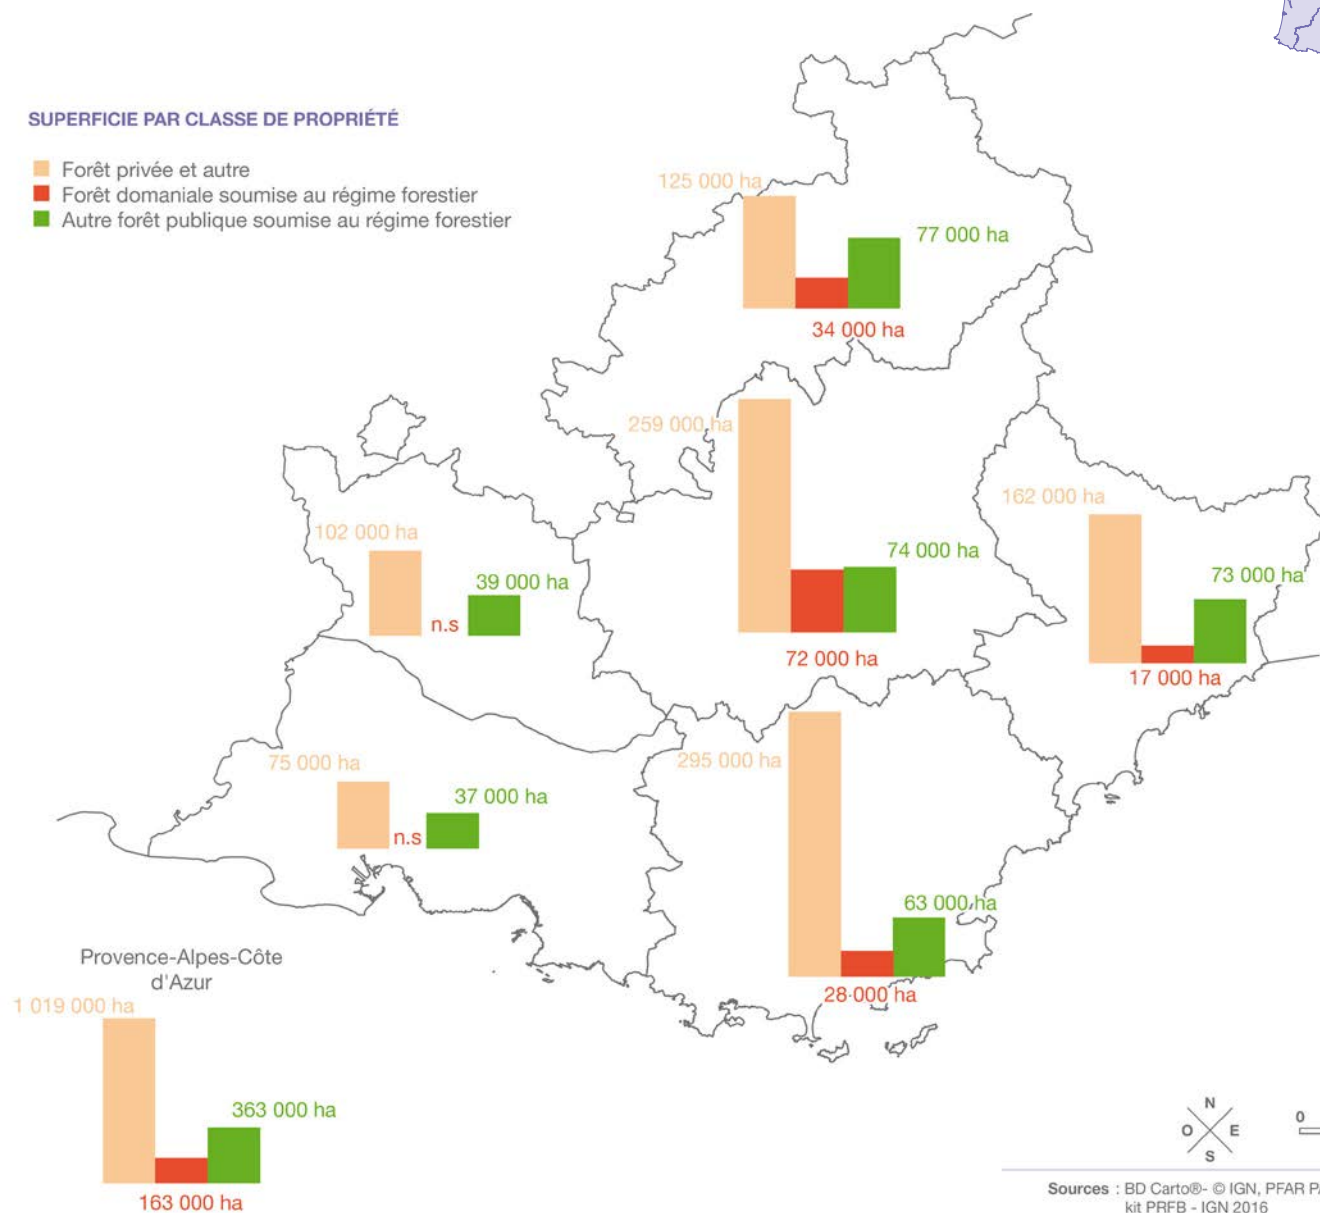 SUPERFICIE PAR CLASSE DE PROPRIÉTÉ
Forêt privée et autre
Forêt domaniale soumise au régime forestier
Autre forêt publique soumise au régime forestier
125 000 ha
77 000 ha
34 000 ha
259 000 ha
74 000 ha
72 000 ha
162 000 ha
73 000 ha
17 000 ha
102 000 ha
39 000 ha
n.s
75 000 ha
37 000 ha
n.s
295 000 ha
63 000 ha
28 000 ha
Provence-Alpes-Côte
d'Azur
1 019 000 ha
363 000 ha
163 000 ha
N
O E
S
0
Sources : BD Carto®- © IGN, PFAR
kit PRFB - IGN 2016